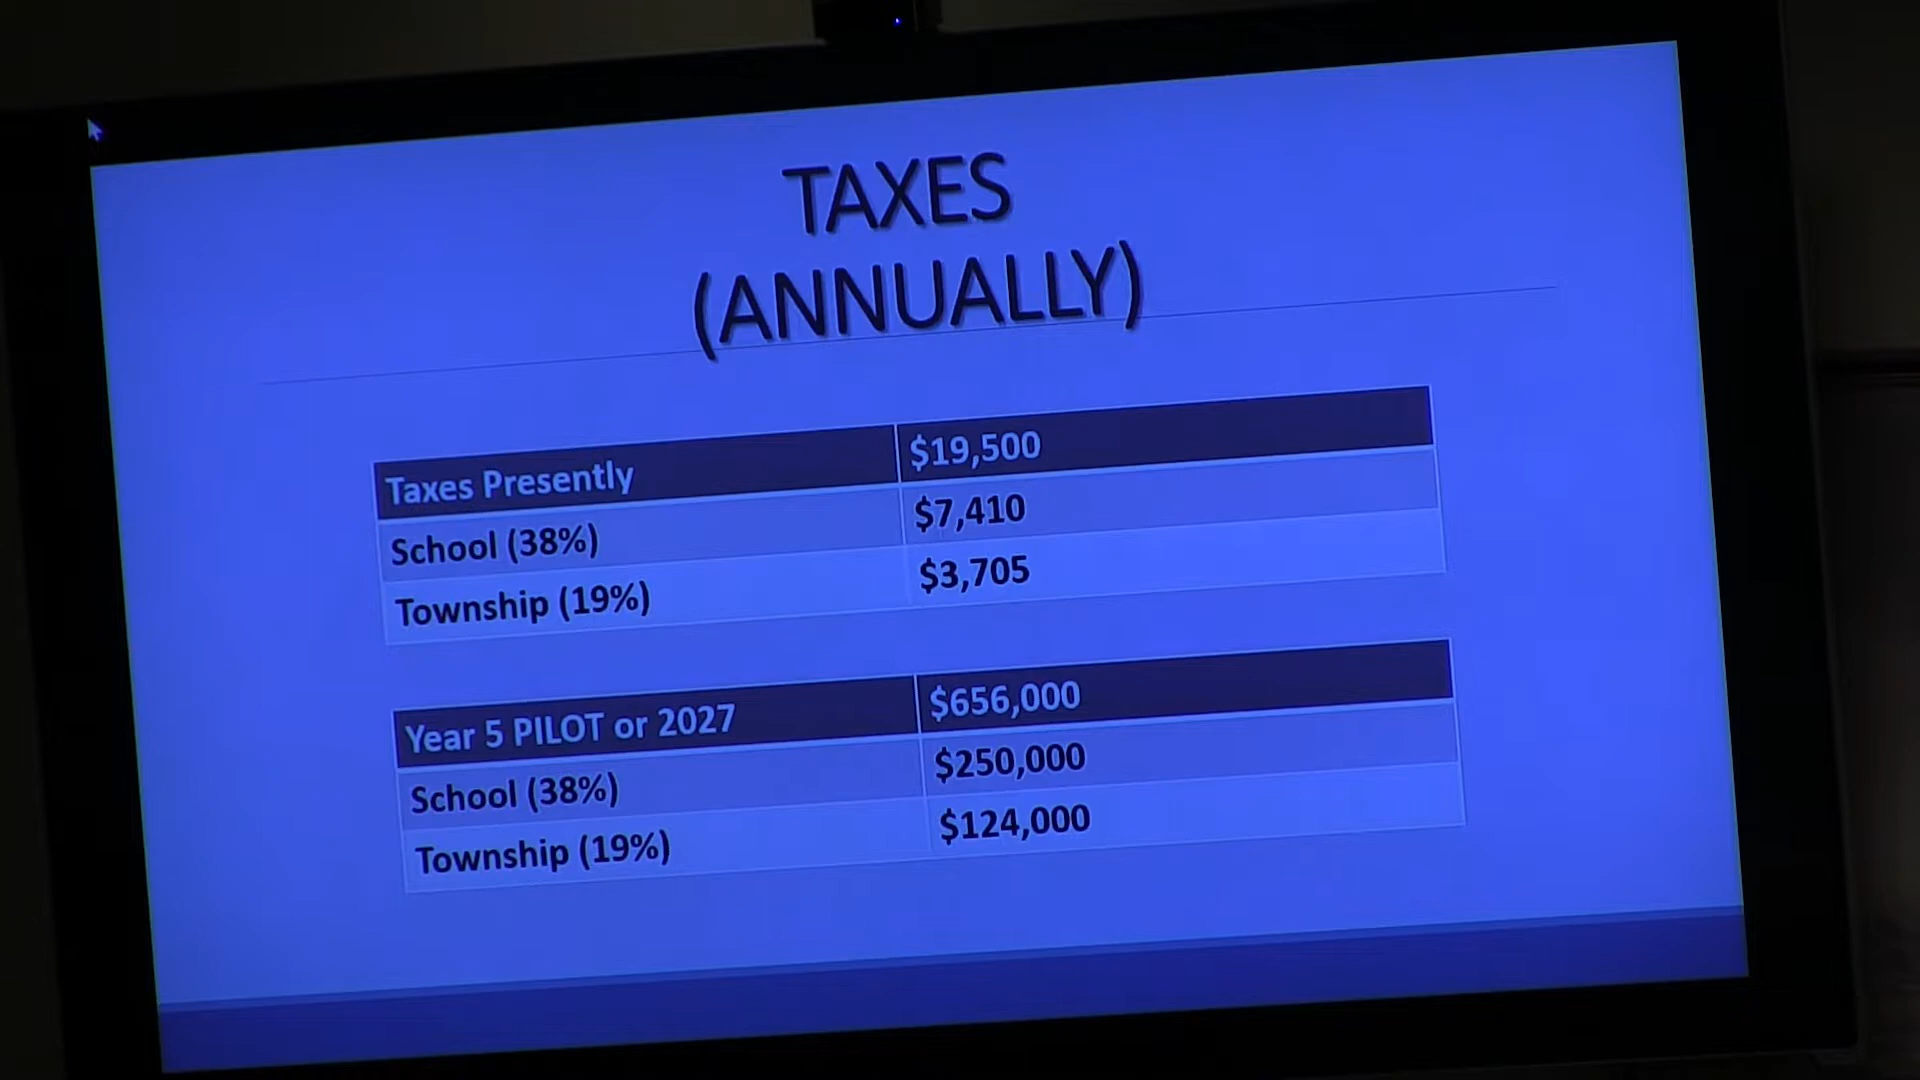 TAXES
(ANNUALLY)
Taxes Presently $19,500
School (38%) $7,410
Township (19%) $3,705
Year 5 PILOT or 2027 $656,000
School (38%) $250,000
Township (19%) $124,000